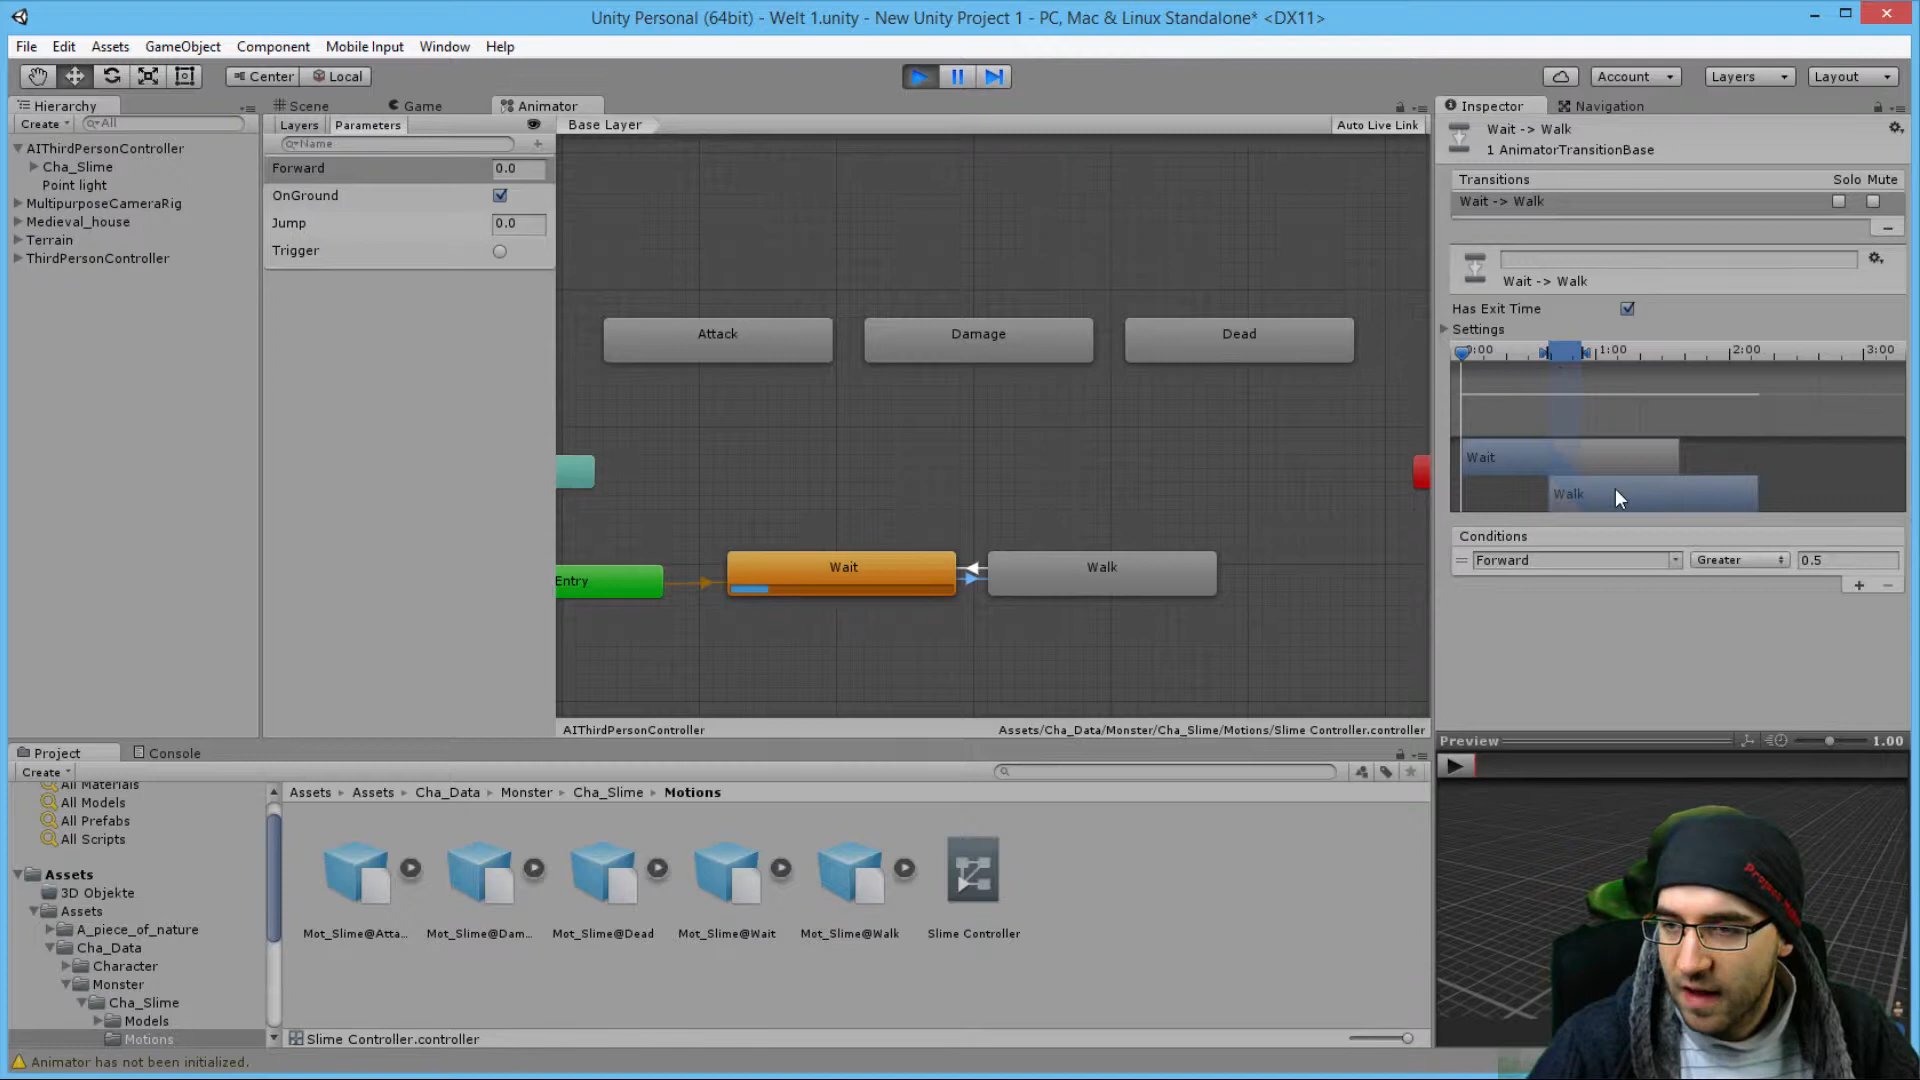 Unity Personal (64bit) - Welt 1.unity - New Unity Project 1 - PC, Mac & Linux Standalone* <DX11>
File Edit Assets GameObject Component Mobile Input Window Help
Center Local Account Layers Layout
Hierarchy
Create All
AIThirdPersonController
Cha_Slime
Point light
MultipurposeCameraRig
Medieval_house
Terrain
ThirdPersonController
Scene Game Animator
Layers Parameters
Name
Forward 0.0
OnGround
Jump 0.0
Trigger
Base Layer Auto Live Link
Attack Damage Dead
Entry Wait Walk
AIThirdPersonController Assets/Cha_Data/Monster/Cha_Slime/Motions/Slime Controller.controller
Inspector Navigation
Wait -> Walk
1 AnimatorTransitionBase
Transitions Solo Mute
Wait -> Walk
Wait -> Walk
Has Exit Time
Settings
0:00 1:00 2:00 3:00
Wait
Walk
Conditions
Forward Greater 0.5
Preview 1.00
Project Console
Create
All Materials
All Models
All Prefabs
All Scripts
Assets
3D Objekte
Assets
A_piece_of_nature
Cha_Data
Character
Monster
Cha_Slime
Models
Motions
Assets Assets Cha_Data Monster Cha_Slime Motions
Mot_Slime@Atta... Mot_Slime@Dam... Mot_Slime@Dead Mot_Slime@Wait Mot_Slime@Walk Slime Controller
Slime Controller.controller
Animator has not been initialized.